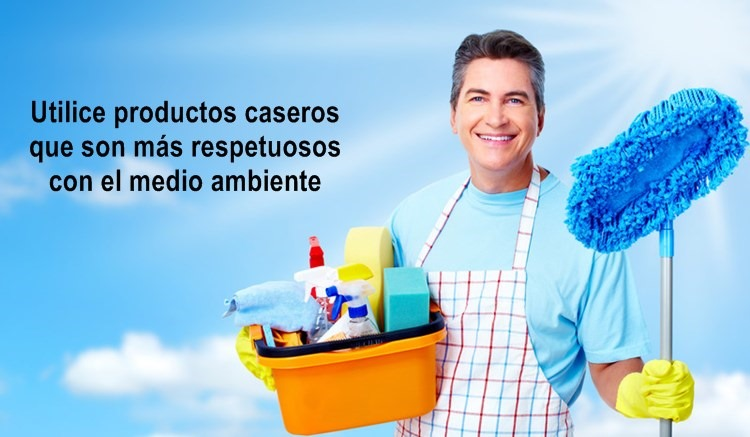 Utilice productos caseros
que son más respetuosos
con el medio ambiente